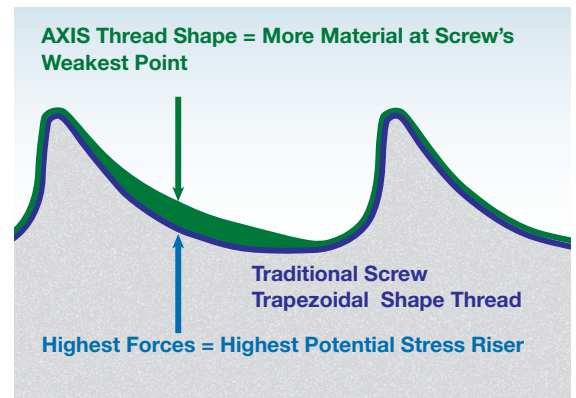 AXIS Thread Shape = More Material at Screw's
Weakest Point
Traditional Screw
Trapezoidal Shape Thread
Highest Forces = Highest Potential Stress Riser